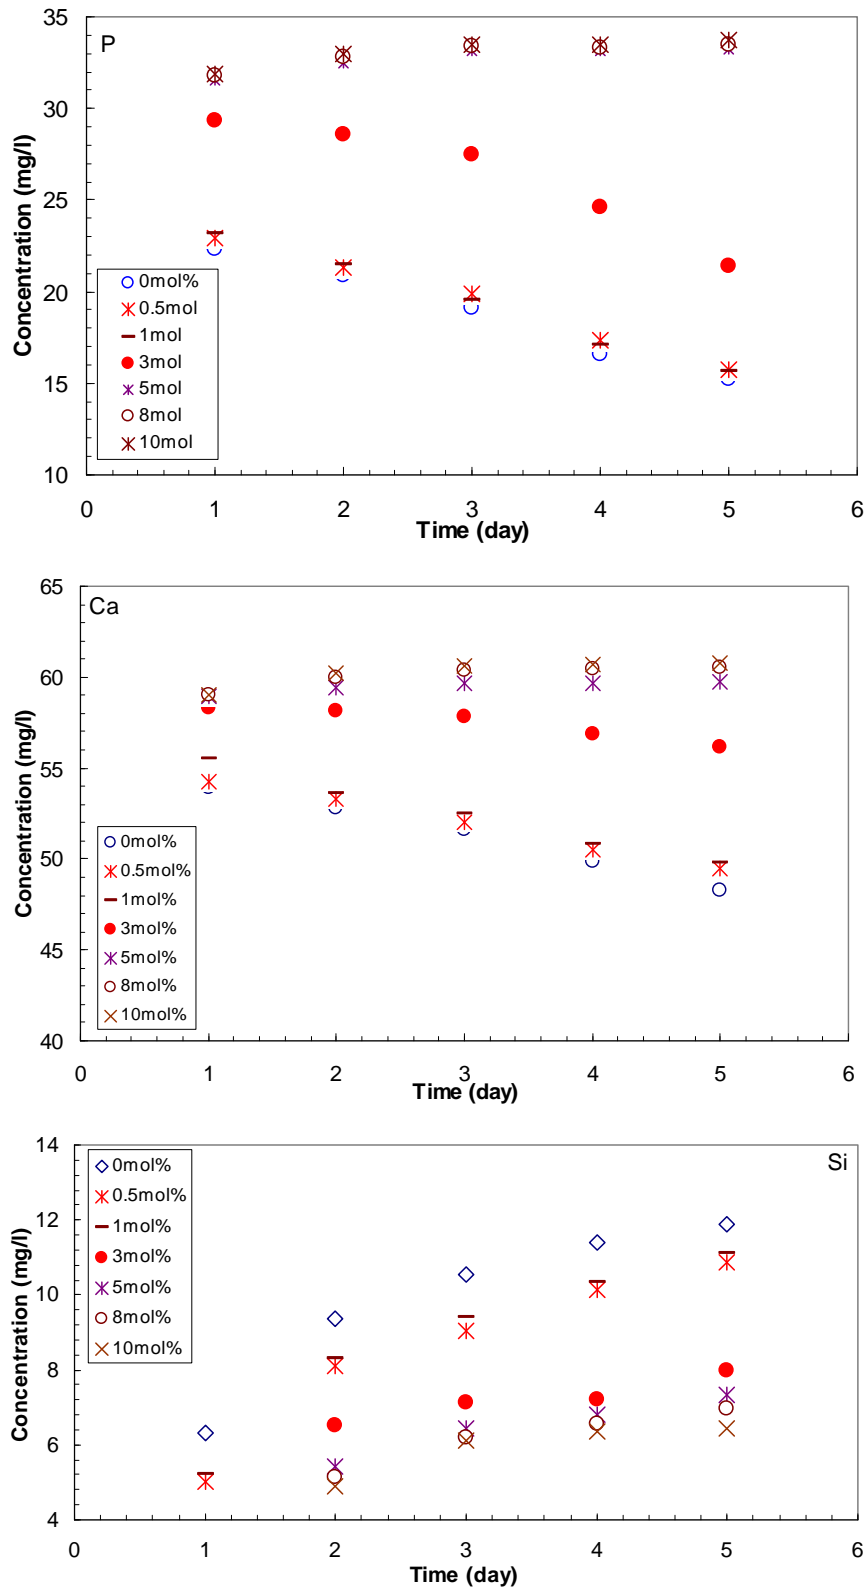 P
Concentration (mg/l)
35
30
25
20
15
10
0mol%
0.5mol
1mol
3mol
5mol
8mol
10mol
0 1 2 3 4 5 6
Time (day)
Ca
Concentration (mg/l)
65
60
55
50
45
40
0mol%
0.5mol%
1mol%
3mol%
5mol%
8mol%
10mol%
0 1 2 3 4 5 6
Time (day)
Si
Concentration (mg/l)
14
12
10
8
6
4
0mol%
0.5mol%
1mol%
3mol%
5mol%
8mol%
10mol%
0 1 2 3 4 5 6
Time (day)